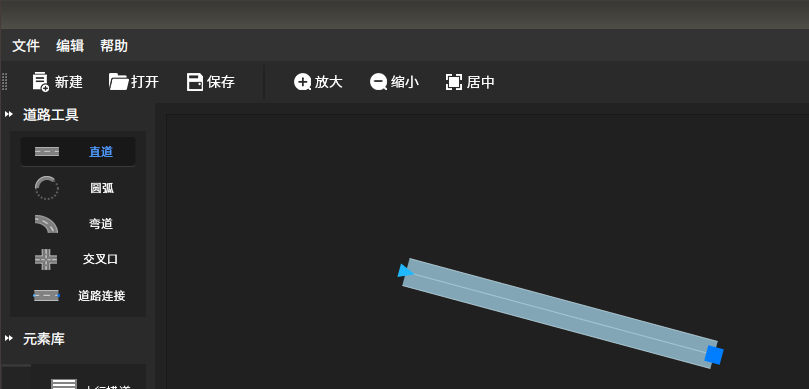 文件 编辑 帮助
新建 打开 保存 放大 缩小 居中
道路工具
直道
圆弧
弯道
交叉口
道路连接
元素库